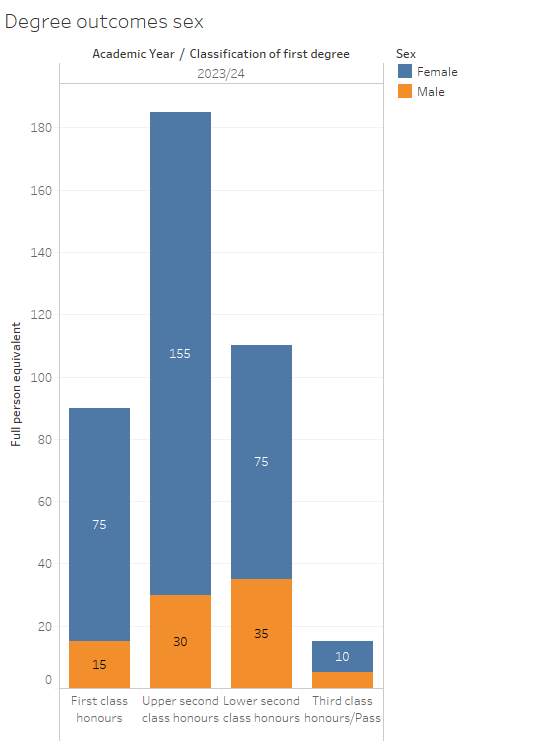 Degree outcomes sex
Academic Year / Classification of first degree
2023/24
Sex
Female
Male
Full person equivalent
180
160
140
120
100
80
60
40
20
0
155
75
75
10
15
30
35
First class honours
Upper second class honours
Lower second class honours
Third class honours/Pass